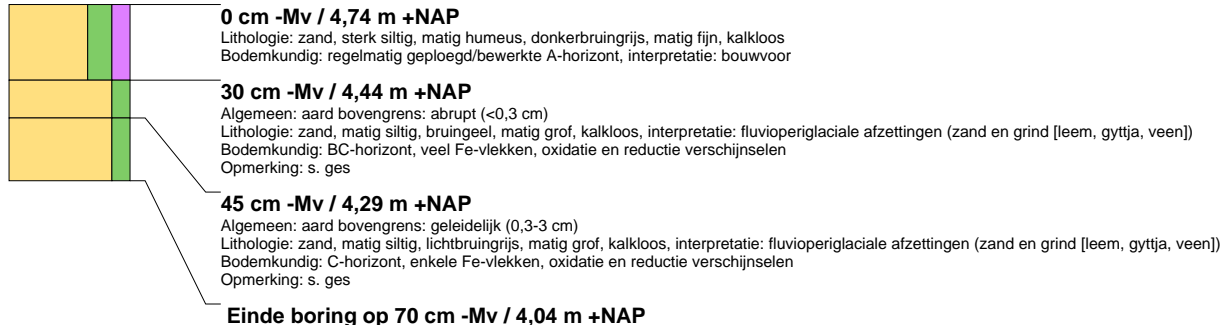 0 cm -Mv / 4,74 m +NAP
Lithologie: zand, sterk siltig, matig humeus, donkerbruingrijs, matig fijn, kalkloos
Bodemkundig: regelmatig geploegd/bewerkte A-horizont, interpretatie: bouwvoor
30 cm -Mv / 4,44 m +NAP
Algemeen: aard bovengrens: abrupt (<0,3 cm)
Lithologie: zand, matig siltig, bruingeel, matig grof, kalkloos, interpretatie: fluvioperiglaciale afzettingen (zand en grind [leem, gyttja, veen])
Bodemkundig: BC-horizont, veel Fe-vlekken, oxidatie en reductie verschijnselen
Opmerking: s. ges
45 cm -Mv / 4,29 m +NAP
Algemeen: aard bovengrens: geleidelijk (0,3-3 cm)
Lithologie: zand, matig siltig, lichtbruingrijs, matig grof, kalkloos, interpretatie: fluvioperiglaciale afzettingen (zand en grind [leem, gyttja, veen])
Bodemkundig: C-horizont, enkele Fe-vlekken, oxidatie en reductie verschijnselen
Opmerking: s. ges
Einde boring op 70 cm -Mv / 4,04 m +NAP